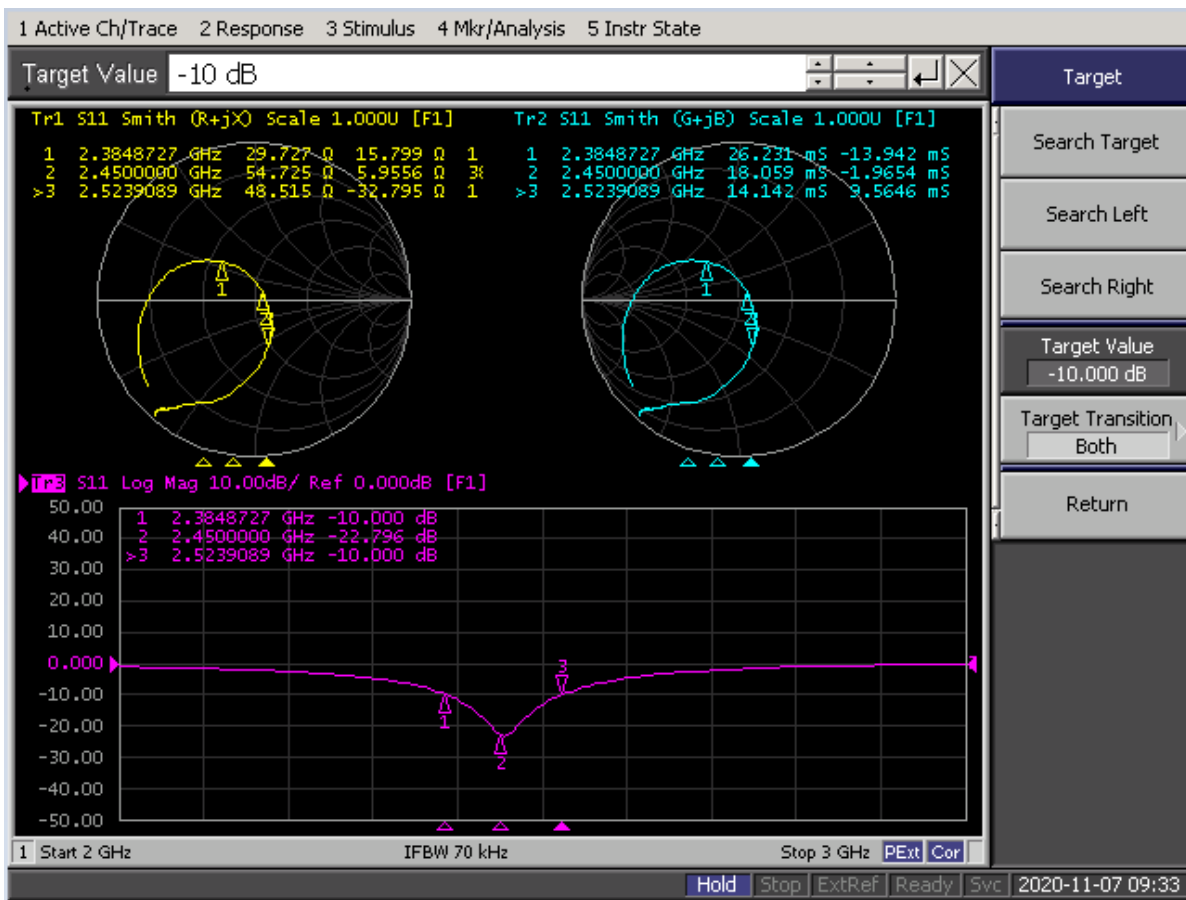 1 Active Ch/Trace 2 Response 3 Stimulus 4 Mkr/Analysis 5 Instr State
Target Value -10 dB
Tr1 S11 Smith (R+jX) Scale 1.000U [F1]
1 2.3848727 GHz 29.727 Ω 15.799 Ω 1
2 2.4500000 GHz 54.725 Ω 5.9556 Ω
>3 2.5239089 GHz 48.515 Ω -32.795 Ω 1
1
Tr2 S11 Smith (G+jB) Scale 1.000U [F1]
1 2.3848727 GHz 26.231 mS -13.942 mS
2 2.4500000 GHz 18.059 mS -1.9654 mS
>3 2.5239089 GHz 14.142 mS 9.5646 mS
1
Tr3 S11 Log Mag 10.00dB/ Ref 0.000dB [F1]
1 2.3848727 GHz -10.000 dB
2 2.4500000 GHz -22.796 dB
>3 2.5239089 GHz -10.000 dB
50.00
40.00
30.00
20.00
10.00
0.000
-10.00
-20.00
-30.00
-40.00
-50.00
1
2
3
1 Start 2 GHz IFBW 70 kHz Stop 3 GHz PExt Cor
Target
Search Target
Search Left
Search Right
Target Value
-10.000 dB
Target Transition
Both
Return
Hold Stop ExtRef Ready Svc 2020-11-07 09:33